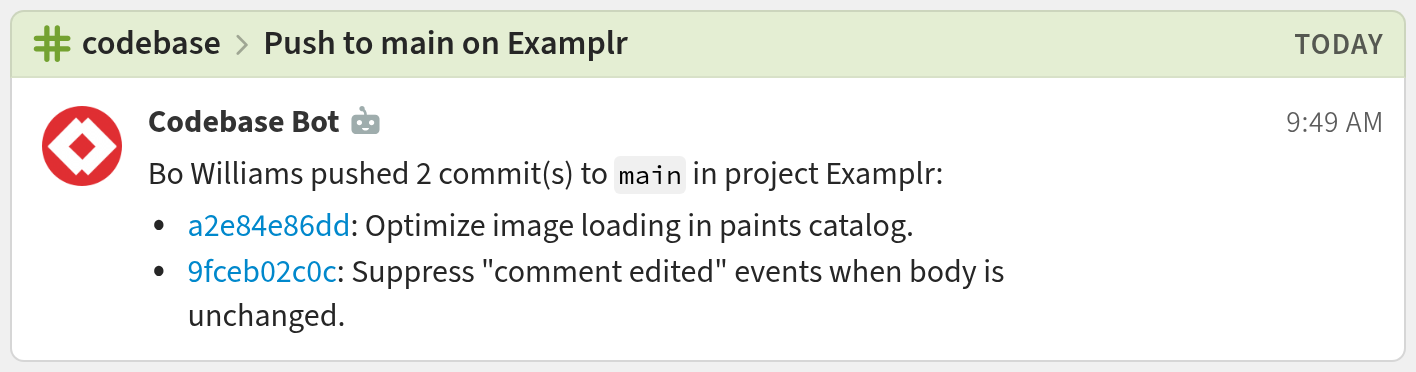 codebase > Push to main on Examplr TODAY
Codebase Bot 9:49 AM
Bo Williams pushed 2 commit(s) to main in project Examplr:
• a2e84e86dd: Optimize image loading in paints catalog.
• 9fceb02c0c: Suppress "comment edited" events when body is
unchanged.